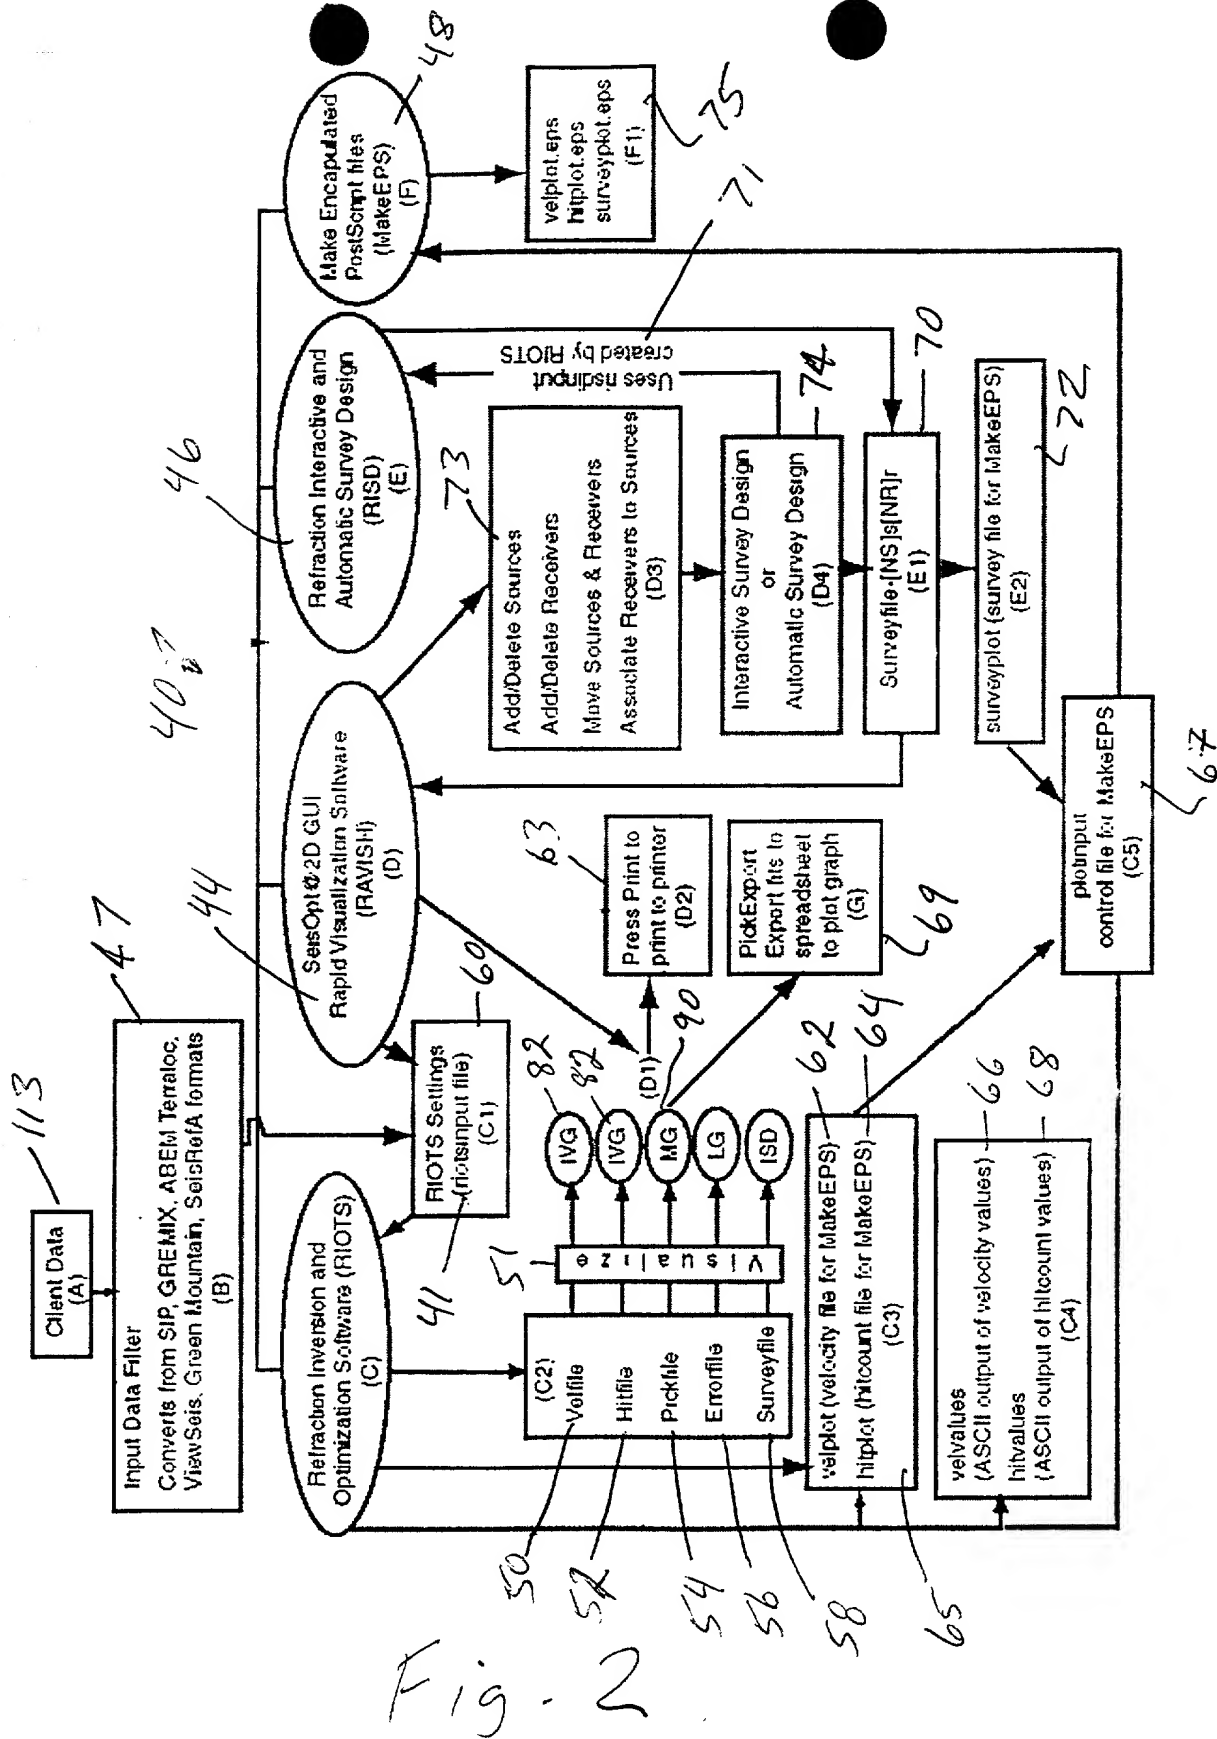 113
Client Data
(A)
47
Input Data Filter
Converts from SIP, GREMIX, ABEM Terraloc,
ViewSeis, Green Mountain, SeisRefA formats
(B)
40
44
46
48
Refraction Inversion and
Optimization Software (RIOTS)
(C)
SeisOpt®2D GUI
Rapid Visualization Software
(RAVISH)
(D)
Refraction Interactive and
Automatic Survey Design
(RISD)
(E)
Make Encapulated
PostScript files
(MakeEPS)
(F)
RIOTS Settings
(riotsinput file)
(C1)
41
60
(C2)
Velfile
Hitfile
Pickfile
Errorfile
Surveyfile
50
52
54
56
58
51
Visualize
IVG
IVG
MG
LG
ISD
82
82
90
(D1)
Press Print to
print to printer
(D2)
63
PickExport
Export fits to
spreadsheet
to plot graph
(G)
69
73
Add/Delete Sources
Add/Delete Receivers
Move Sources & Receivers
Associate Receivers to Sources
(D3)
Uses risdinput
created by RIOTS
71
Interactive Survey Design
or
Automatic Survey Design
(D4)
74
Surveyfile-[NS]s[NR]r
(E1)
70
surveyplot (survey file for MakeEPS)
(E2)
72
velplot.eps
hitplot.eps
surveyplot.eps
(F1)
75
velplot (velocity file for MakeEPS)
hitplot (hitcount file for MakeEPS)
(C3)
62
64
65
velvalues
(ASCII output of velocity values)
hitvalues
(ASCII output of hitcount values)
(C4)
66
68
plotinput
control file for MakeEPS
(C5)
67
Fig. 2